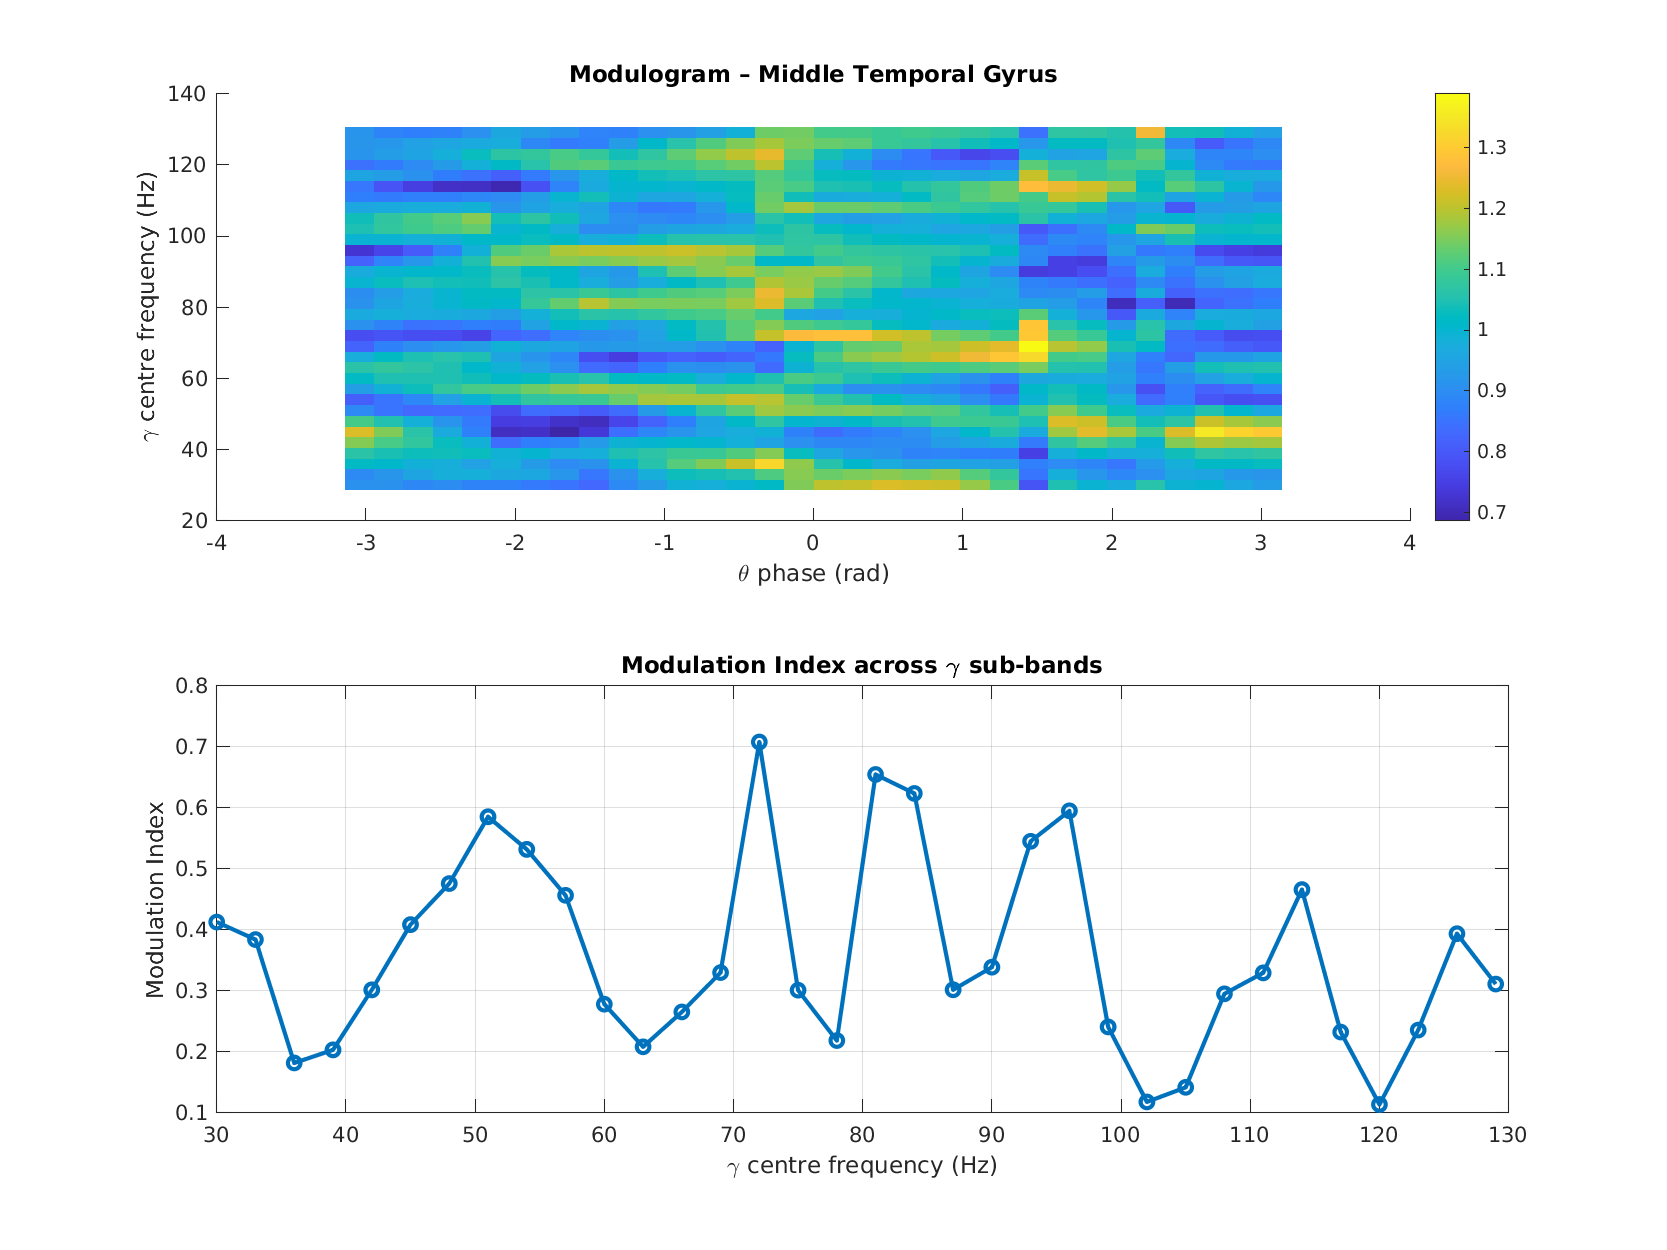 Modulogram – Middle Temporal Gyrus
140
120
100
80
60
40
20
γ centre frequency (Hz)
-4 -3 -2 -1 0 1 2 3 4
θ phase (rad)
1.3
1.2
1.1
1
0.9
0.8
0.7
Modulation Index across γ sub-bands
0.8
0.7
0.6
0.5
0.4
0.3
0.2
0.1
Modulation Index
30 40 50 60 70 80 90 100 110 120 130
γ centre frequency (Hz)